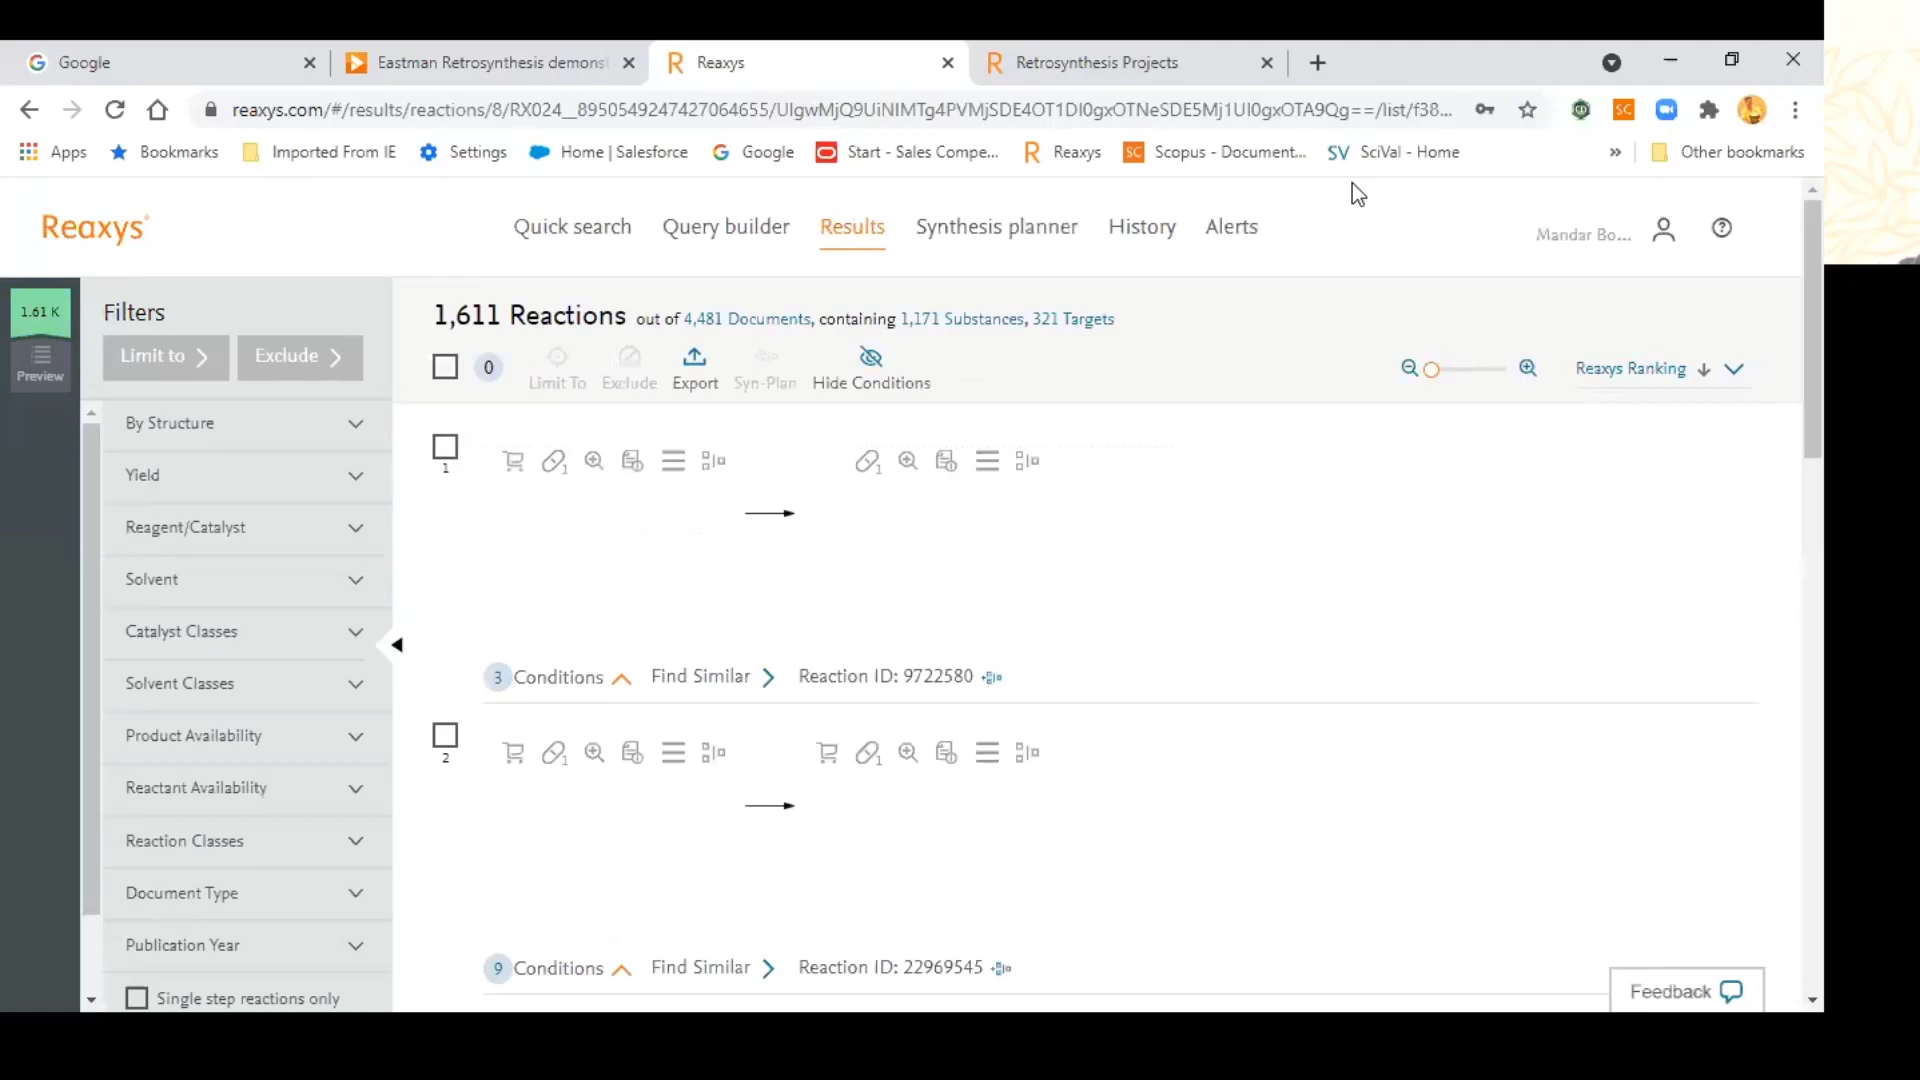 Google
Eastman Retrosynthesis demonst
Reaxys
Retrosynthesis Projects
reaxys.com/#/results/reactions/8/RX024__8950549247427064655/UlgwMjQ9UiNIMTg4PVMjSDE4OT1DI0gxOTNeSDE5Mj1UI0gxOTA9Qg==/list/f38...
Apps
Bookmarks
Imported From IE
Settings
Home | Salesforce
Google
Start - Sales Compe...
Reaxys
SC
Scopus - Document...
SV
SciVal - Home
»
Other bookmarks
Reaxys
Quick search
Query builder
Results
Synthesis planner
History
Alerts
Mandar Bo...
1.61 K
Preview
Filters
Limit to
Exclude
By Structure
Yield
Reagent/Catalyst
Solvent
Catalyst Classes
Solvent Classes
Product Availability
Reactant Availability
Reaction Classes
Document Type
Publication Year
Single step reactions only
1,611 Reactions out of 4,481 Documents, containing 1,171 Substances, 321 Targets
0
Limit To
Exclude
Export
Syn-Plan
Hide Conditions
Reaxys Ranking
1
3 Conditions
Find Similar
Reaction ID: 9722580
2
9 Conditions
Find Similar
Reaction ID: 22969545
Feedback